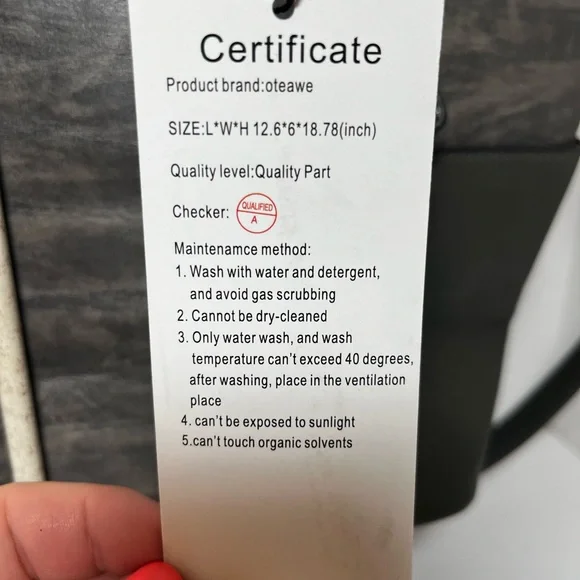 Certificate
Product brand:oteawe
SIZE:L*W*H 12.6*6*18.78(inch)
Quality level:Quality Part
Checker: QUALIFIED
A
Maintenamce method:
1. Wash with water and detergent,
and avoid gas scrubbing
2. Cannot be dry-cleaned
3. Only water wash, and wash
temperature can't exceed 40 degrees,
after washing, place in the ventilation
place
4. can't be exposed to sunlight
5.can't touch organic solvents